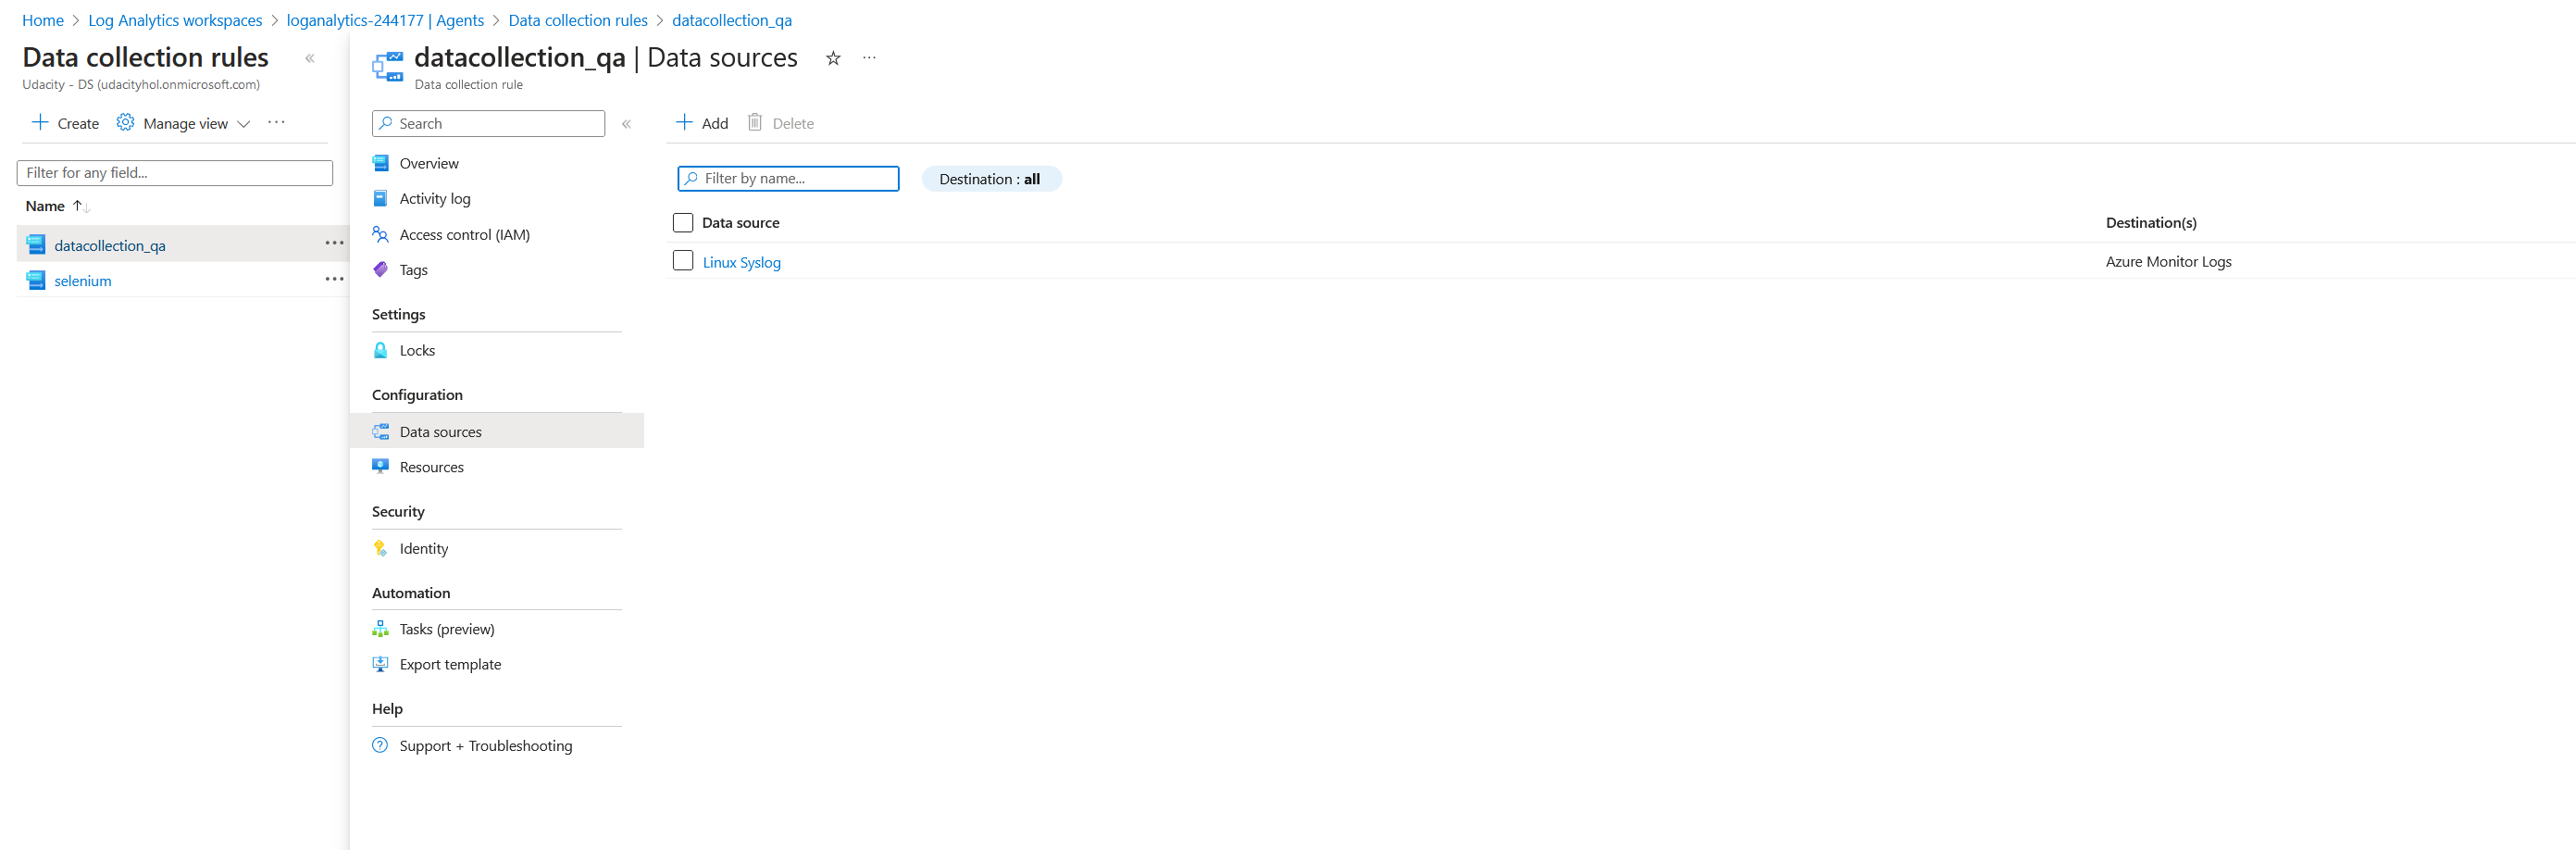 Home > Log Analytics workspaces > loganalytics-244177 | Agents > Data collection rules > datacollection_qa
Data collection rules «
Udacity - DS (udacityhol.onmicrosoft.com)
+ Create Manage view ...
Filter for any field...
Name ↑↓
datacollection_qa ...
selenium ...
datacollection_qa | Data sources ☆ ...
Data collection rule
Search «
Overview
Activity log
Access control (IAM)
Tags
Settings
Locks
Configuration
Data sources
Resources
Security
Identity
Automation
Tasks (preview)
Export template
Help
Support + Troubleshooting
+ Add Delete
Filter by name... Destination : all
Data source Destination(s)
Linux Syslog Azure Monitor Logs